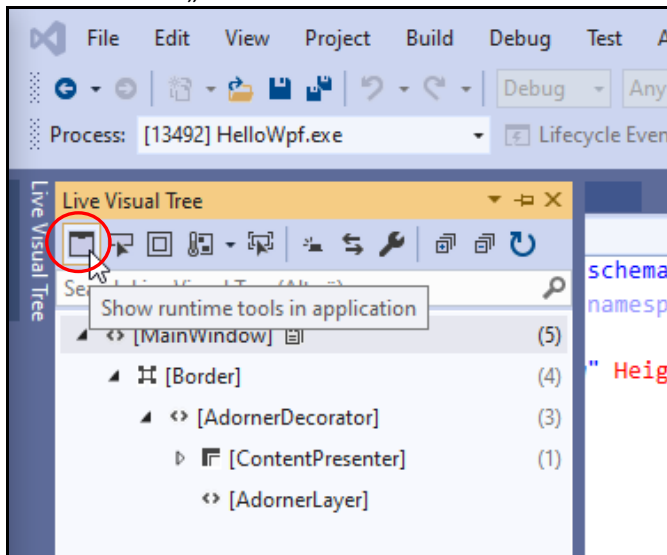 „
File Edit View Project Build Debug Test A
Debug Any
Process: [13492] HelloWpf.exe Lifecycle Even
Live Visual Tree
Live Visual Tree
schema
Show runtime tools in application
namesp
[MainWindow] (5)
[Border] (4)
" Heig
[AdornerDecorator] (3)
[ContentPresenter] (1)
[AdornerLayer]